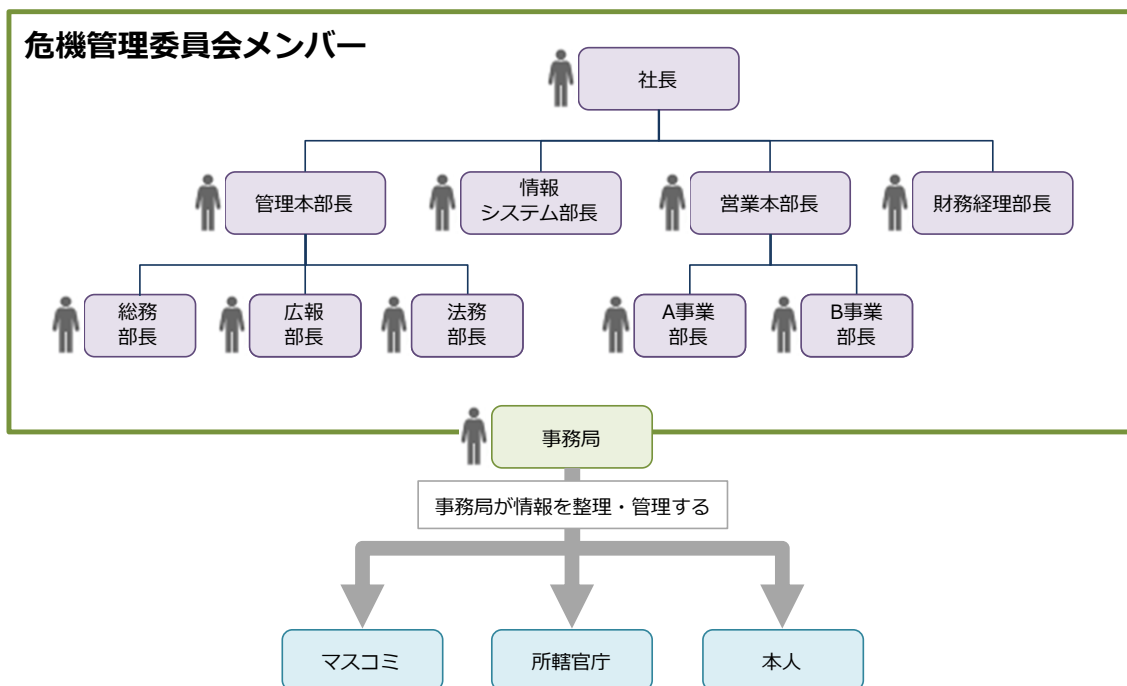 危機管理委員会メンバー
社長
管理本部長
情報
システム部長
営業本部長
財務経理部長
総務
部長
広報
部長
法務
部長
A事業
部長
B事業
部長
事務局
事務局が情報を整理・管理する
マスコミ
所轄官庁
本人